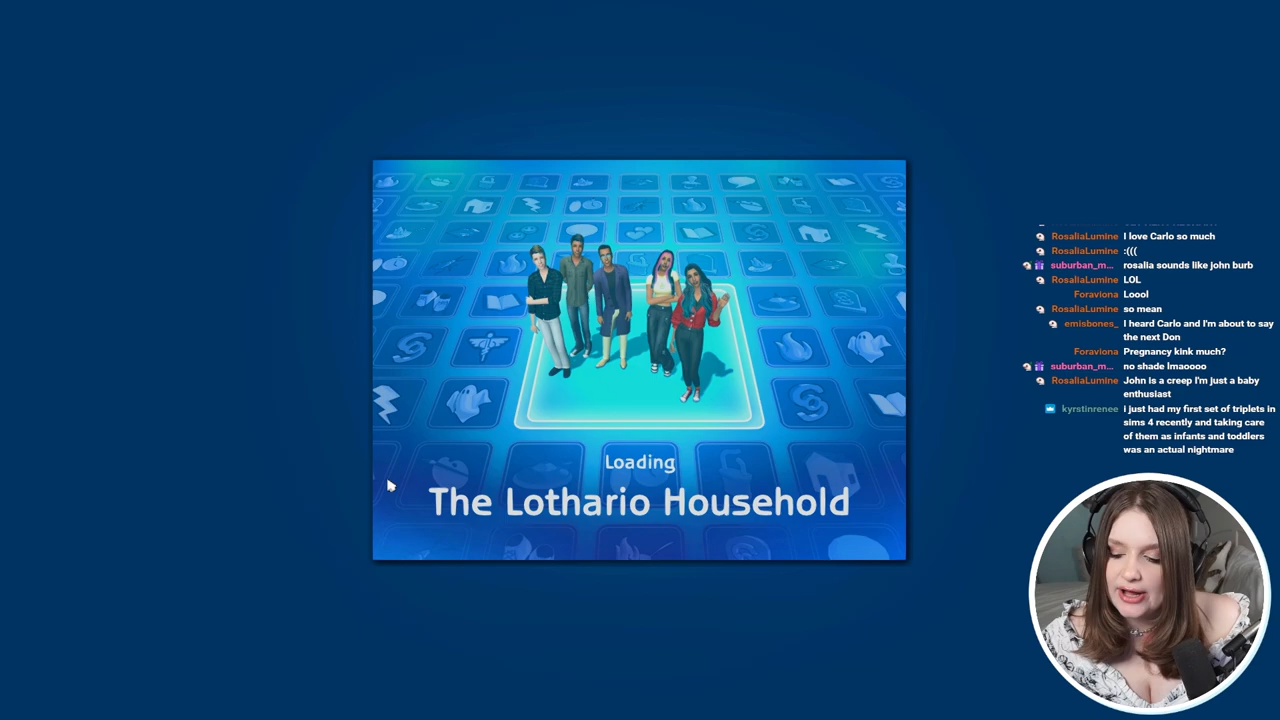 RosaliaLumine I love Carlo so much
RosaliaLumine :(((
suburban_m... rosalia sounds like john burb
RosaliaLumine LOL
Foraviona Loool
RosaliaLumine so mean
emisbones_ I heard Carlo and I'm about to say
the next Don
Foraviona Pregnancy kink much?
suburban_m... no shade lmaoooo
RosaliaLumine John is a creep I'm just a baby
enthusiast
kyrstinrenee i just had my first set of triplets in
sims 4 recently and taking care
of them as infants and toddlers
was an actual nightmare
Loading
The Lothario Household